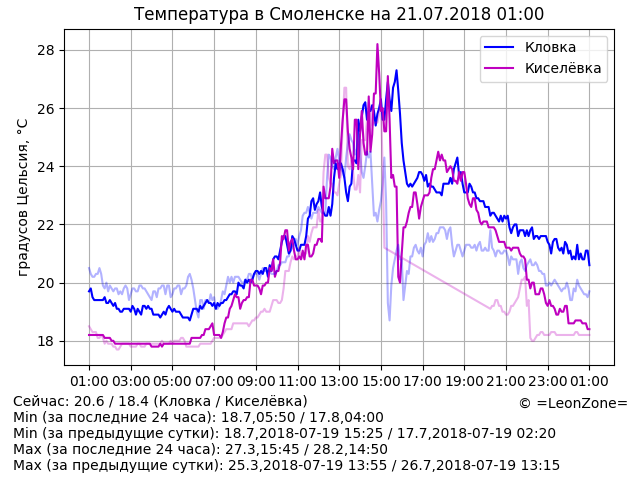 Температура в Смоленске на 21.07.2018 01:00
Кловка
Киселёвка
градусов Цельсия, °C
28
26
24
22
20
18
01:00 03:00 05:00 07:00 09:00 11:00 13:00 15:00 17:00 19:00 21:00 23:00 01:00
Сейчас: 20.6 / 18.4 (Кловка / Киселёвка)
© =LeonZone=
Min (за последние 24 часа): 18.7,05:50 / 17.8,04:00
Min (за предыдущие сутки): 18.7,2018-07-19 15:25 / 17.7,2018-07-19 02:20
Max (за последние 24 часа): 27.3,15:45 / 28.2,14:50
Max (за предыдущие сутки): 25.3,2018-07-19 13:55 / 26.7,2018-07-19 13:15